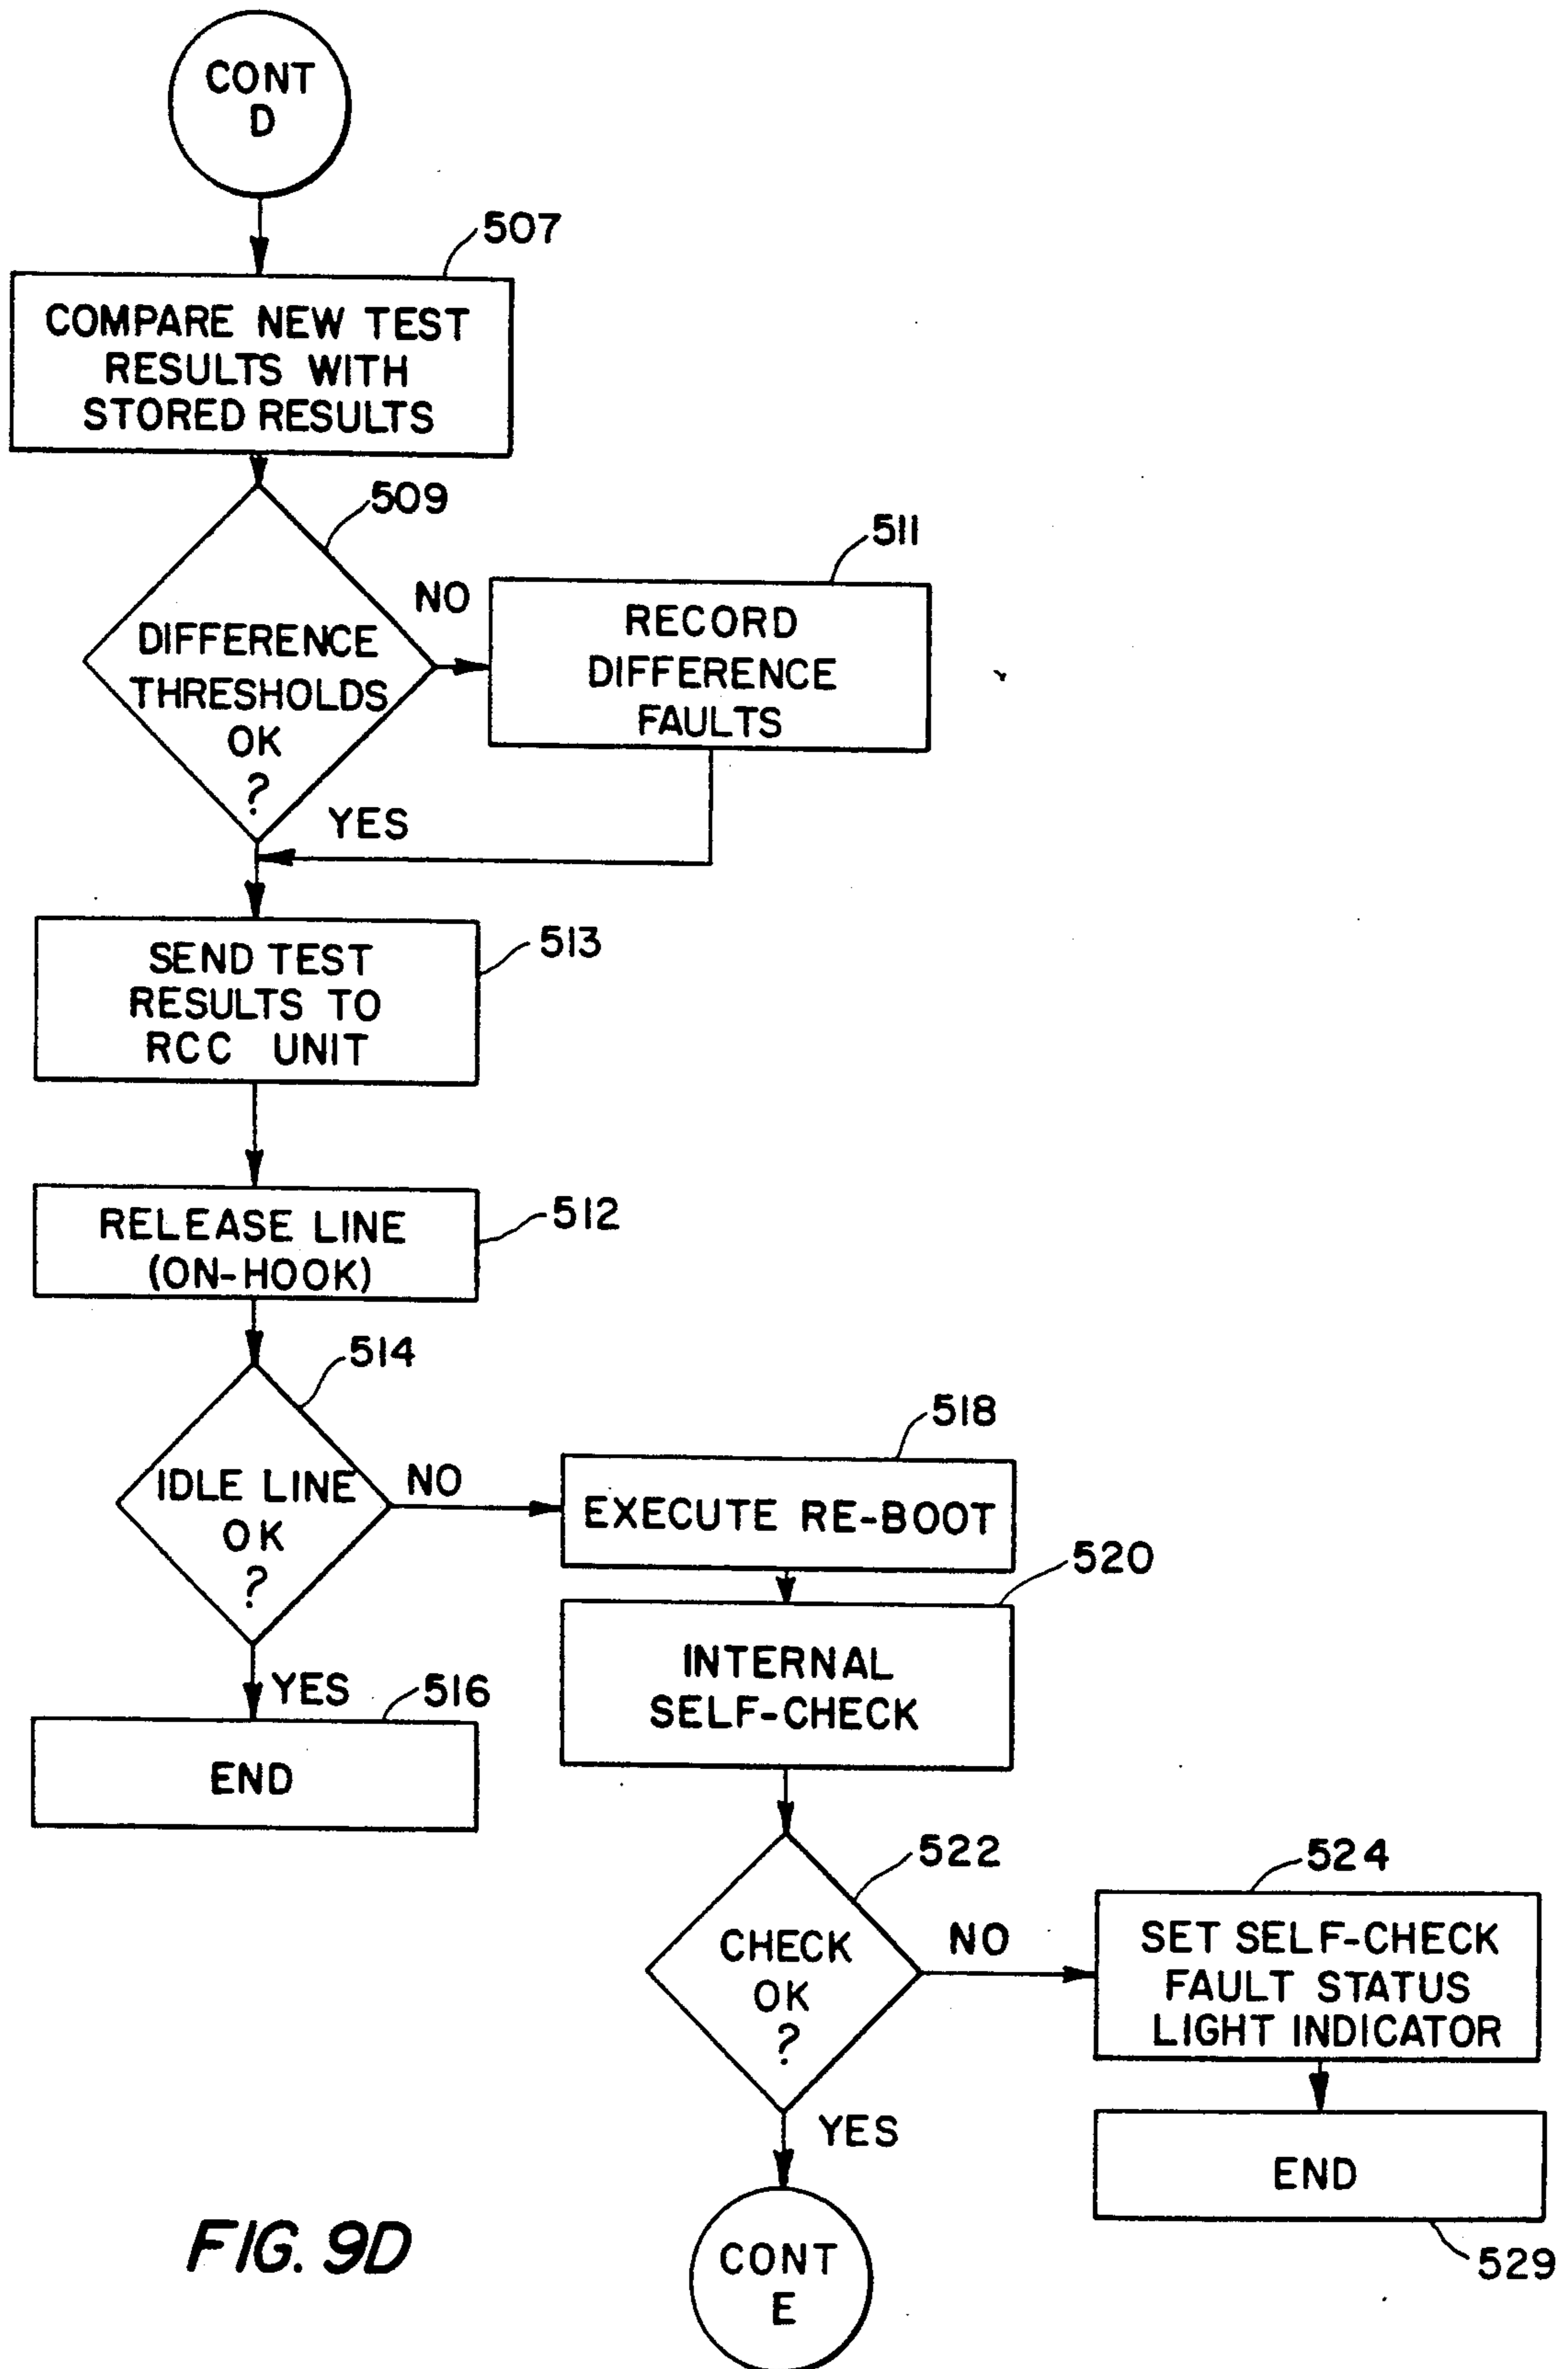 CONT
D
507
COMPARE NEW TEST
RESULTS WITH
STORED RESULTS
509
DIFFERENCE
THRESHOLDS
OK
?
NO
511
RECORD
DIFFERENCE
FAULTS
YES
SEND TEST
RESULTS TO
RCC UNIT
513
RELEASE LINE
(ON-HOOK)
512
514
IDLE LINE
OK
?
NO
518
EXECUTE RE-BOOT
520
INTERNAL
SELF-CHECK
YES
516
END
522
CHECK
OK
?
NO
524
SET SELF-CHECK
FAULT STATUS
LIGHT INDICATOR
YES
END
529
CONT
E
FIG. 9D